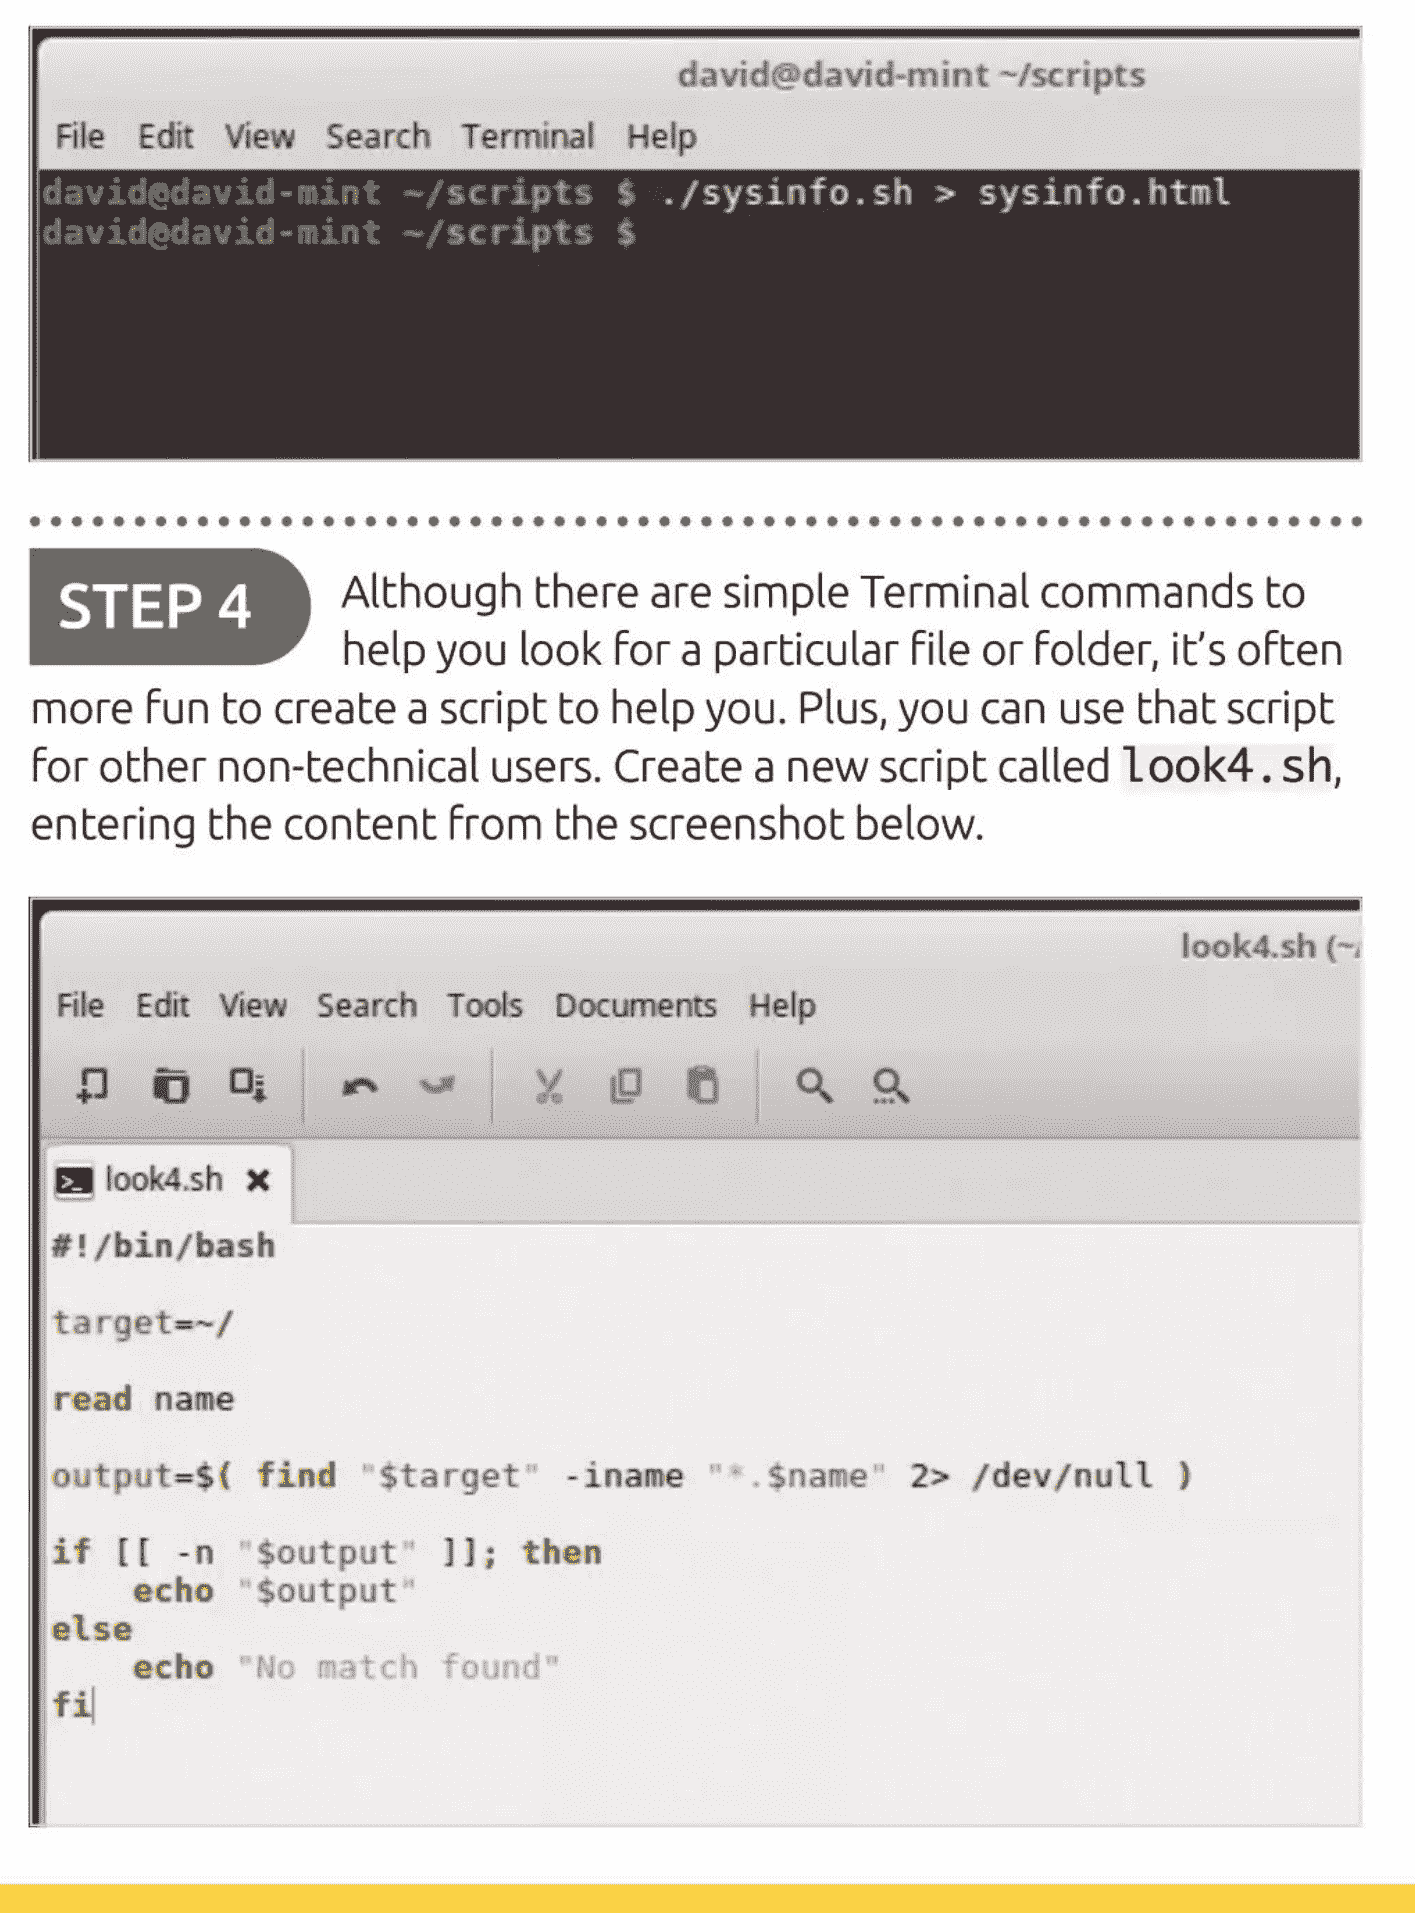 david@david-mint ~/scripts
File Edit View Search Terminal Help
david@david-mint ~/scripts $ ./sysinfo.sh > sysinfo.html
david@david-mint ~/scripts $
STEP 4
Although there are simple Terminal commands to
help you look for a particular file or folder, it's often
more fun to create a script to help you. Plus, you can use that script
for other non-technical users. Create a new script called look4.sh,
entering the content from the screenshot below.
look4.sh (~/
File Edit View Search Tools Documents Help
look4.sh
#!/bin/bash
target=~/
read name
output=$( find "$target" -iname "*.$name" 2> /dev/null )
if [[ -n "$output" ]]; then
    echo "$output"
else
    echo "No match found"
fi